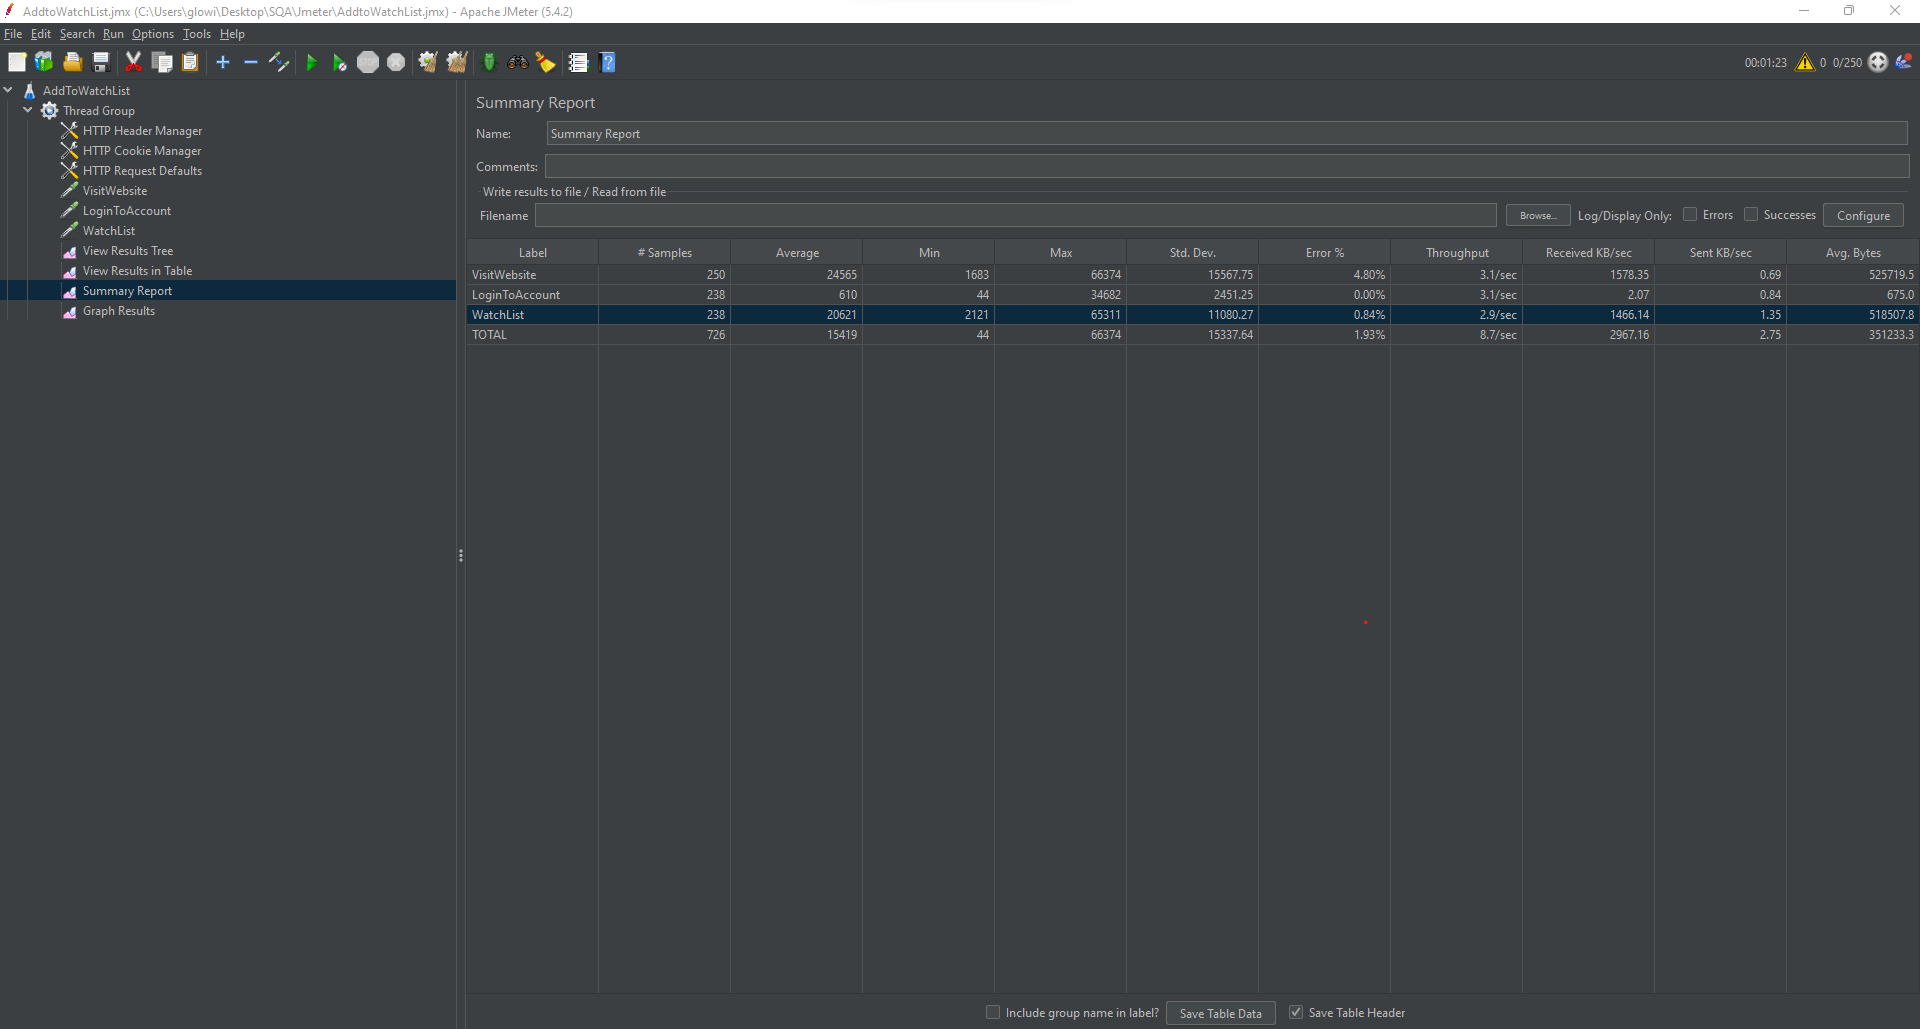 AddtoWatchList.jmx (C:\Users\glowi\Desktop\SQA\Jmeter\AddtoWatchList.jmx) - Apache JMeter (5.4.2)
File Edit Search Run Options Tools Help
STOP 00:01:23 0 0/250
AddToWatchList
Thread Group
HTTP Header Manager
HTTP Cookie Manager
HTTP Request Defaults
VisitWebsite
LoginToAccount
WatchList
View Results Tree
View Results in Table
Summary Report
Graph Results
Summary Report
Name: Summary Report
Comments:
Write results to file / Read from file
Filename Browse... Log/Display Only: Errors Successes Configure
Label # Samples Average Min Max Std. Dev. Error % Throughput Received KB/sec Sent KB/sec Avg. Bytes
VisitWebsite 250 24565 1683 66374 15567.75 4.80% 3.1/sec 1578.35 0.69 525719.5
LoginToAccount 238 610 44 34682 2451.25 0.00% 3.1/sec 2.07 0.84 675.0
WatchList 238 20621 2121 65311 11080.27 0.84% 2.9/sec 1466.14 1.35 518507.8
TOTAL 726 15419 44 66374 15337.64 1.93% 8.7/sec 2967.16 2.75 351233.3
Include group name in label? Save Table Data Save Table Header